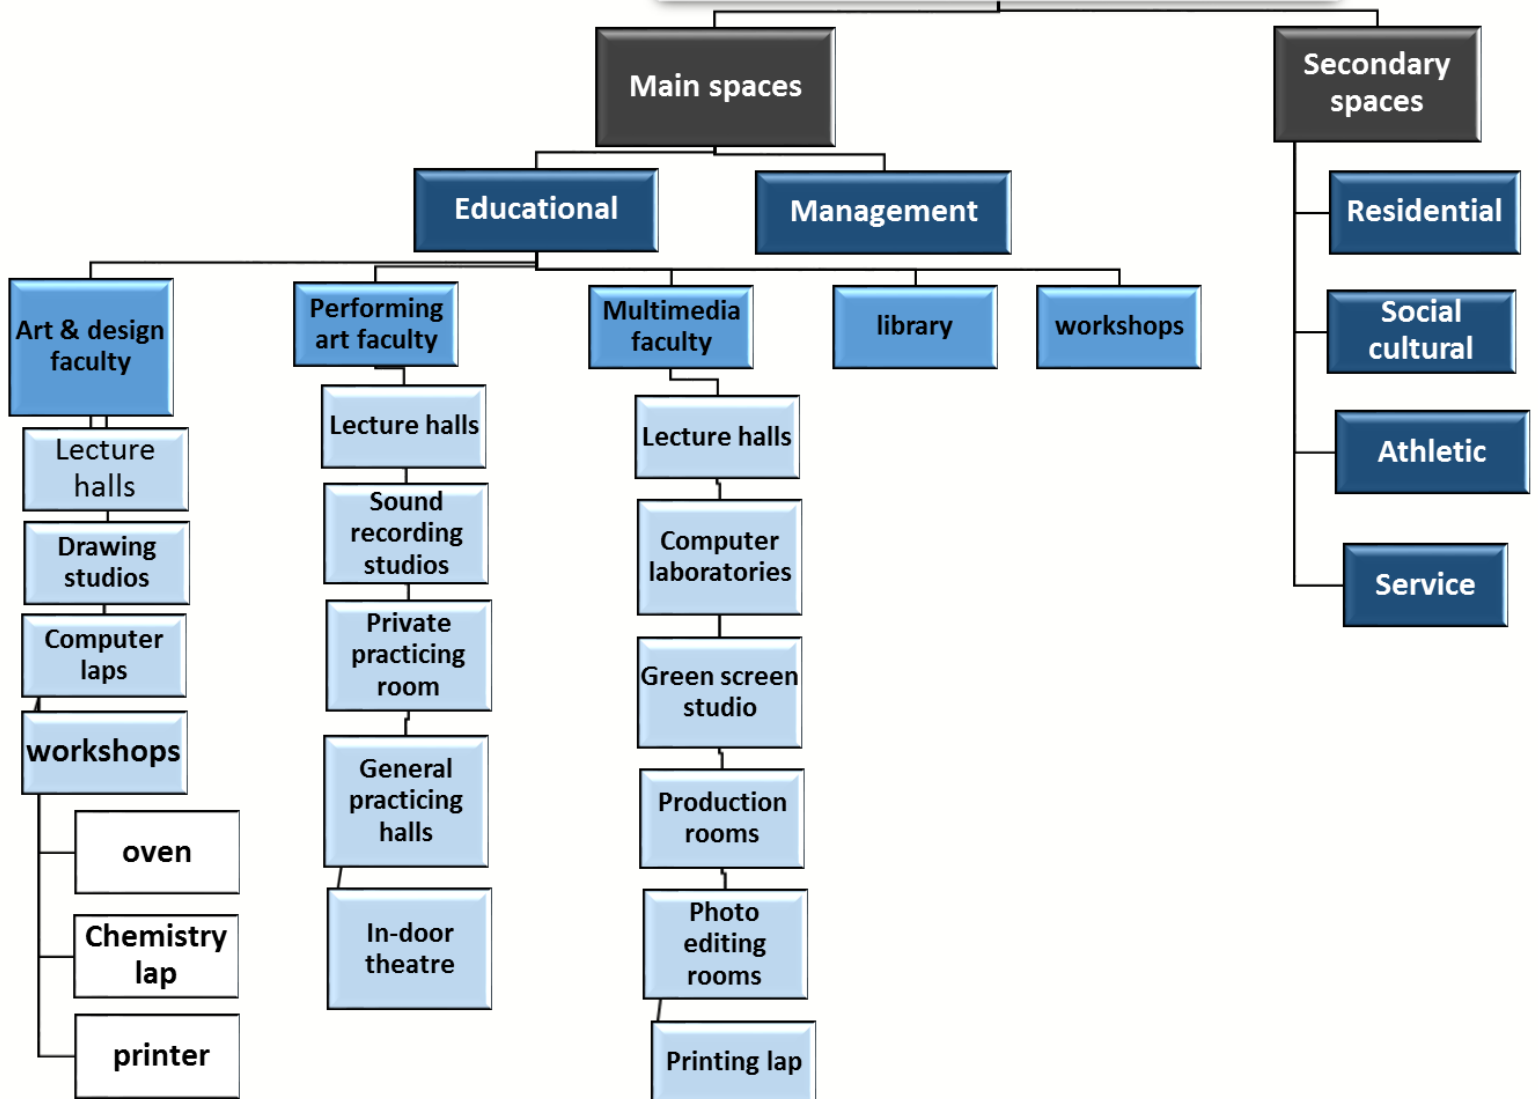 Main spaces
Secondary
spaces
Educational
Management
Residential
Social
cultural
Athletic
Service
Art & design
faculty
Performing
art faculty
Multimedia
faculty
library
workshops
Lecture
halls
Drawing
studios
Computer
laps
workshops
oven
Chemistry
lap
printer
Lecture halls
Sound
recording
studios
Private
practicing
room
General
practicing
halls
In-door
theatre
Lecture halls
Computer
laboratories
Green screen
studio
Production
rooms
Photo
editing
rooms
Printing lap